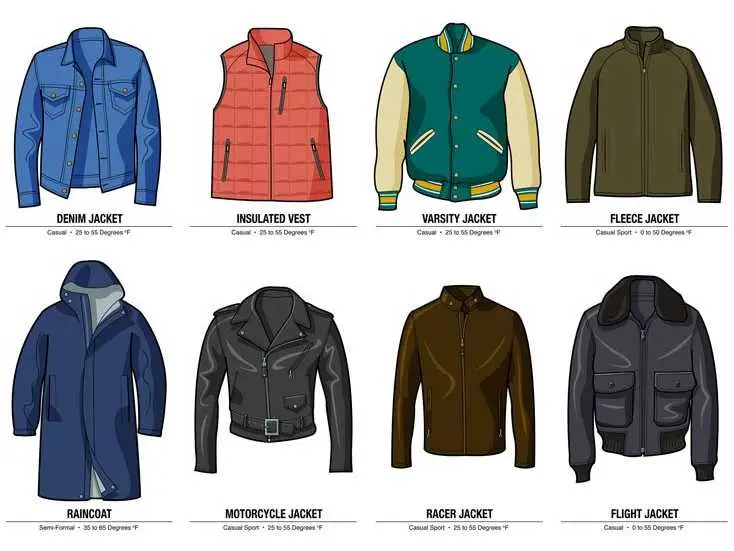 DENIM JACKET
Casual • 25 to 55 Degrees °F
INSULATED VEST
Casual • 25 to 55 Degrees °F
VARSITY JACKET
Casual • 25 to 55 Degrees °F
FLEECE JACKET
Casual Sport • 0 to 50 Degrees °F
RAINCOAT
Semi-Formal • 35 to 65 Degrees °F
MOTORCYCLE JACKET
Casual Sport • 25 to 55 Degrees °F
RACER JACKET
Casual Sport • 25 to 55 Degrees °F
FLIGHT JACKET
Casual • 0 to 55 Degrees °F